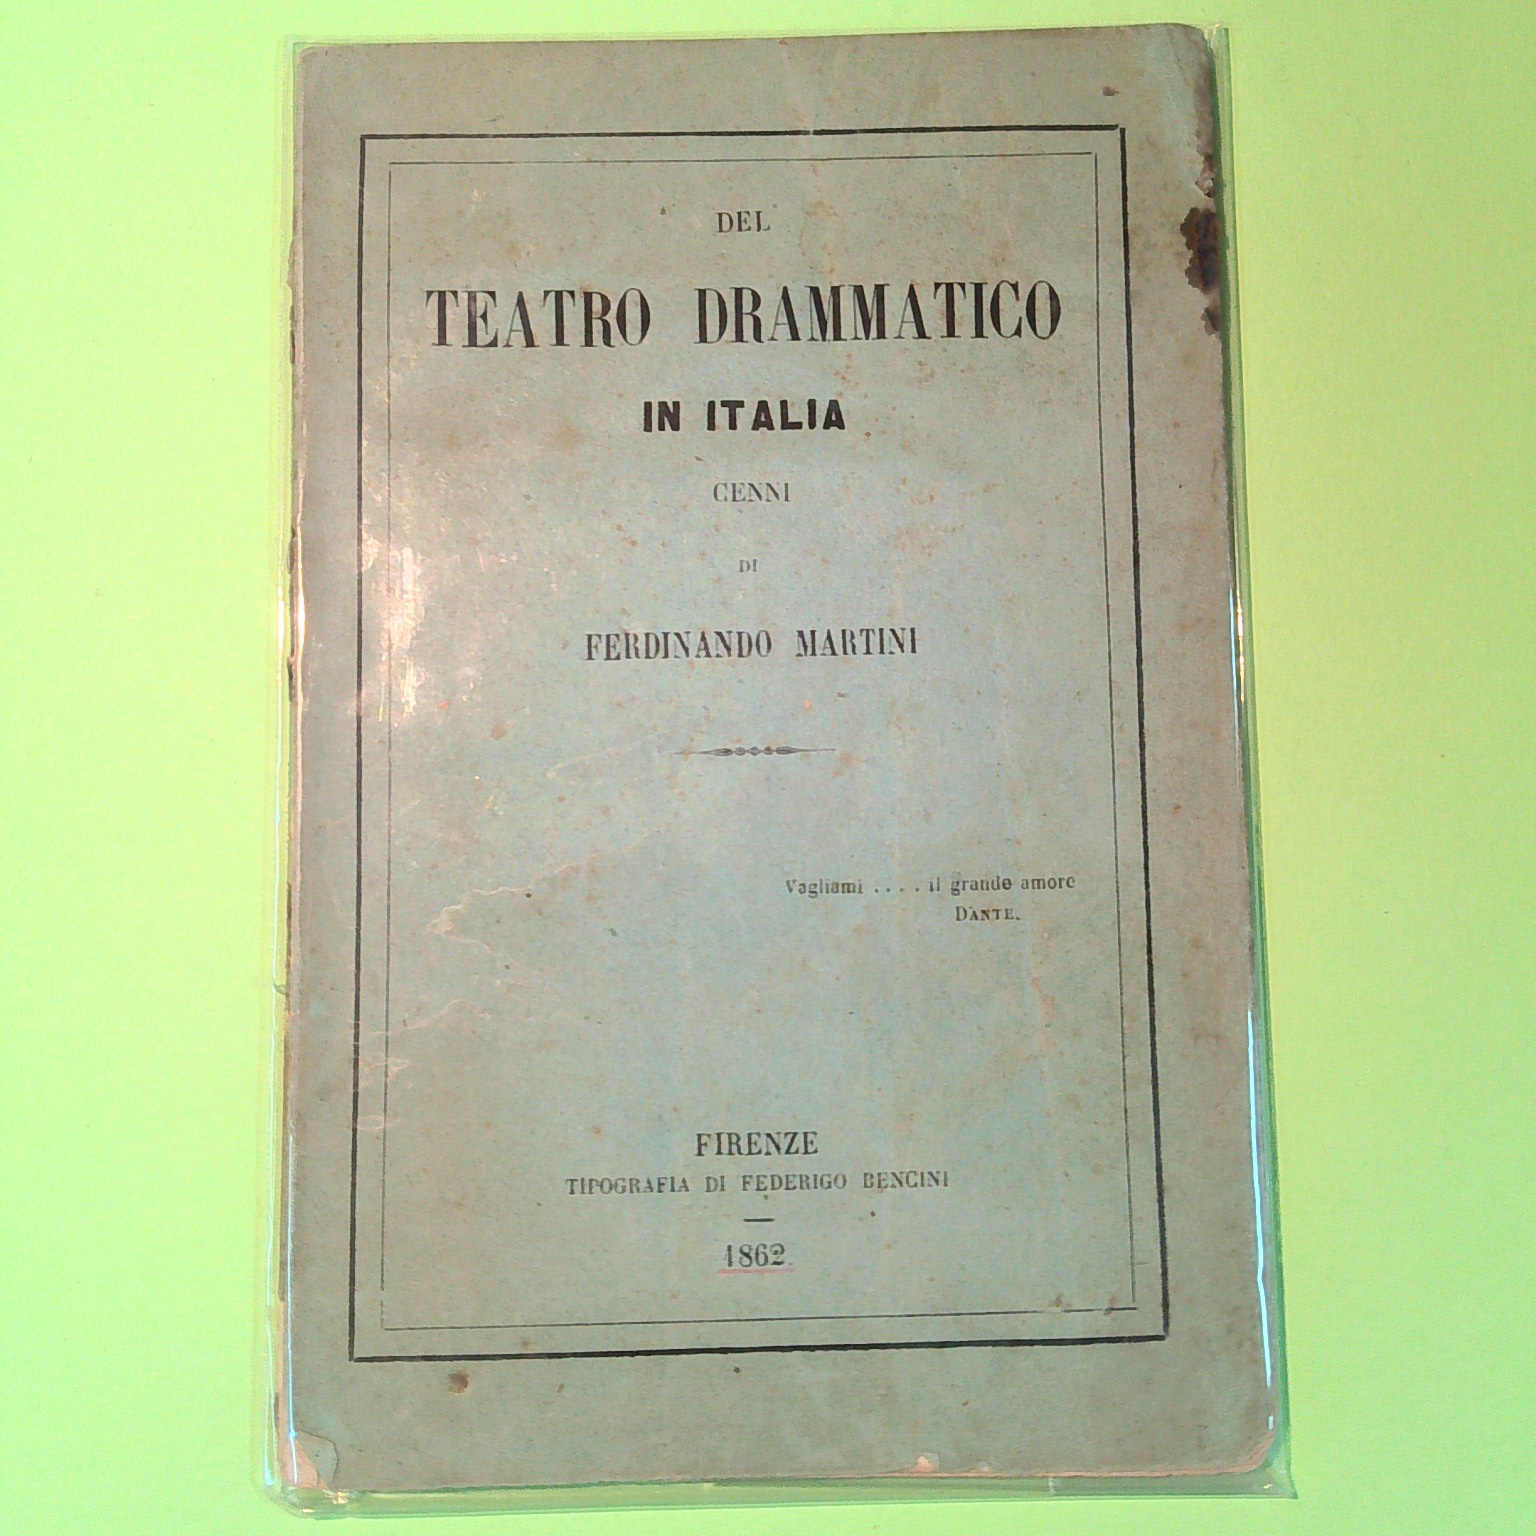 DEL
TEATRO DRAMMATICO
IN ITALIA
CENNI
DI
FERDINANDO MARTINI
Vagliami . . . . il grande amore
DANTE.
FIRENZE
TIPOGRAFIA DI FEDERIGO BENCINI
1862